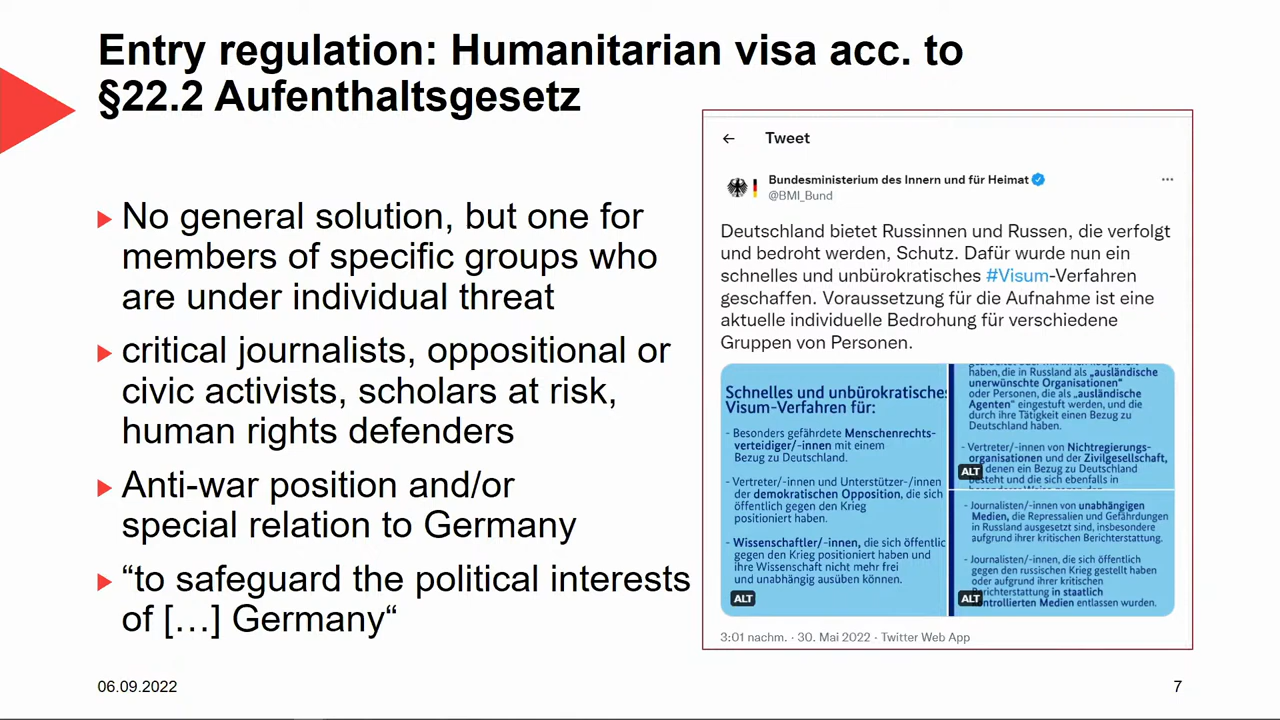 Entry regulation: Humanitarian visa acc. to
§22.2 Aufenthaltsgesetz
No general solution, but one for
members of specific groups who
are under individual threat
critical journalists, oppositional or
civic activists, scholars at risk,
human rights defenders
Anti-war position and/or
special relation to Germany
“to safeguard the political interests
of […] Germany“
Tweet
Bundesministerium des Innern und für Heimat
@BMI_Bund
Deutschland bietet Russinnen und Russen, die verfolgt
und bedroht werden, Schutz. Dafür wurde nun ein
schnelles und unbürokratisches #Visum-Verfahren
geschaffen. Voraussetzung für die Aufnahme ist eine
aktuelle individuelle Bedrohung für verschiedene
Gruppen von Personen.
Schnelles und unbürokratisches
Visum-Verfahren für:
- Besonders gefährdete Menschenrechts-
verteidiger/-innen mit einem
Bezug zu Deutschland.
- Vertreter/-innen und Unterstützer-/innen
der demokratischen Opposition, die sich
öffentlich gegen den Krieg
positioniert haben.
- Wissenschaftler/-innen, die sich öffentlic
gegen den Krieg positioniert haben und
ihre Wissenschaft nicht mehr frei
und unabhängig ausüben können.
ALT
haben, die in Russland als „ausländische
unerwünschte Organisationen”
oder Personen, die als „ausländische
Agenten” eingestuft werden, und die
durch ihre Tätigkeit einen Bezug zu
Deutschland haben.
- Vertreter/-innen von Nichtregierungs-
organisationen und der Zivilgesellschaft,
denen ein Bezug zu Deutschland
besteht und die sich ebenfalls in
ALT
- Journalisten/-innen von unabhängigen
Medien, die Repressalien und Gefährdungen
in Russland ausgesetzt sind, insbesondere
aufgrund ihrer kritischen Berichterstattung.
- Journalisten/-innen, die sich öffentlich
gegen den russischen Krieg gestellt haben
oder aufgrund ihrer kritischen
Berichterstattung in staatlich
kontrollierten Medien entlassen wurden.
ALT
3:01 nachm. · 30. Mai 2022 · Twitter Web App
06.09.2022
7